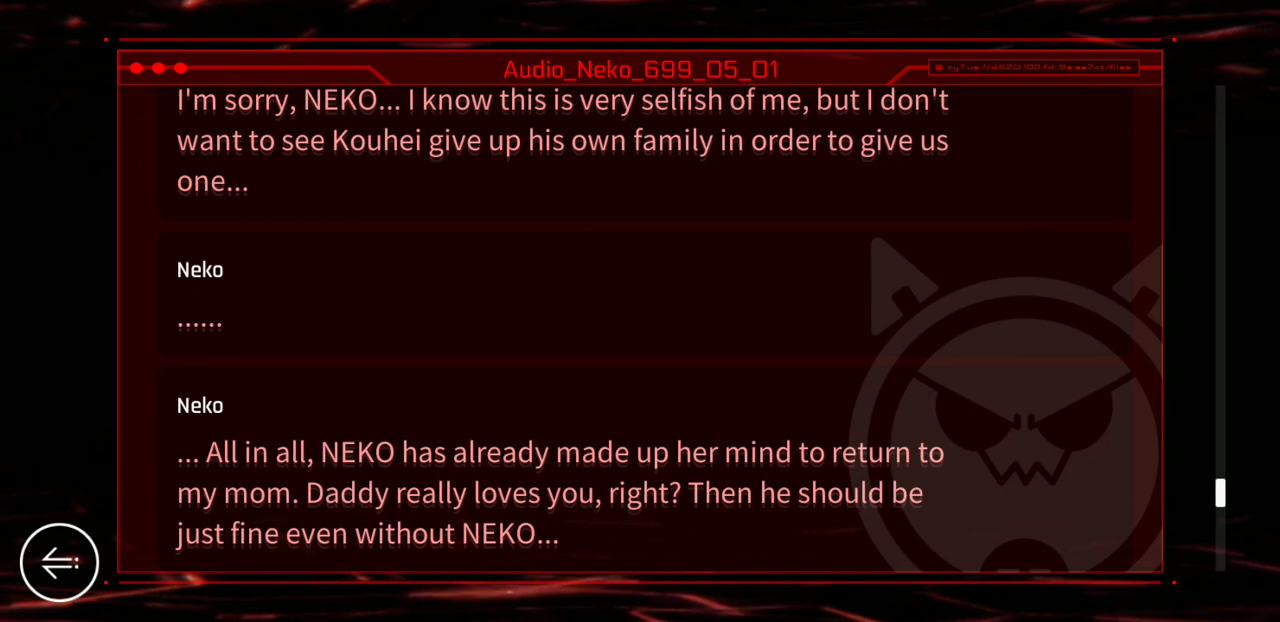 Audio_Neko_699_05_01
I'm sorry, NEKO... I know this is very selfish of me, but I don't
want to see Kouhei give up his own family in order to give us
one...
Neko
......
Neko
... All in all, NEKO has already made up her mind to return to
my mom. Daddy really loves you, right? Then he should be
just fine even without NEKO...